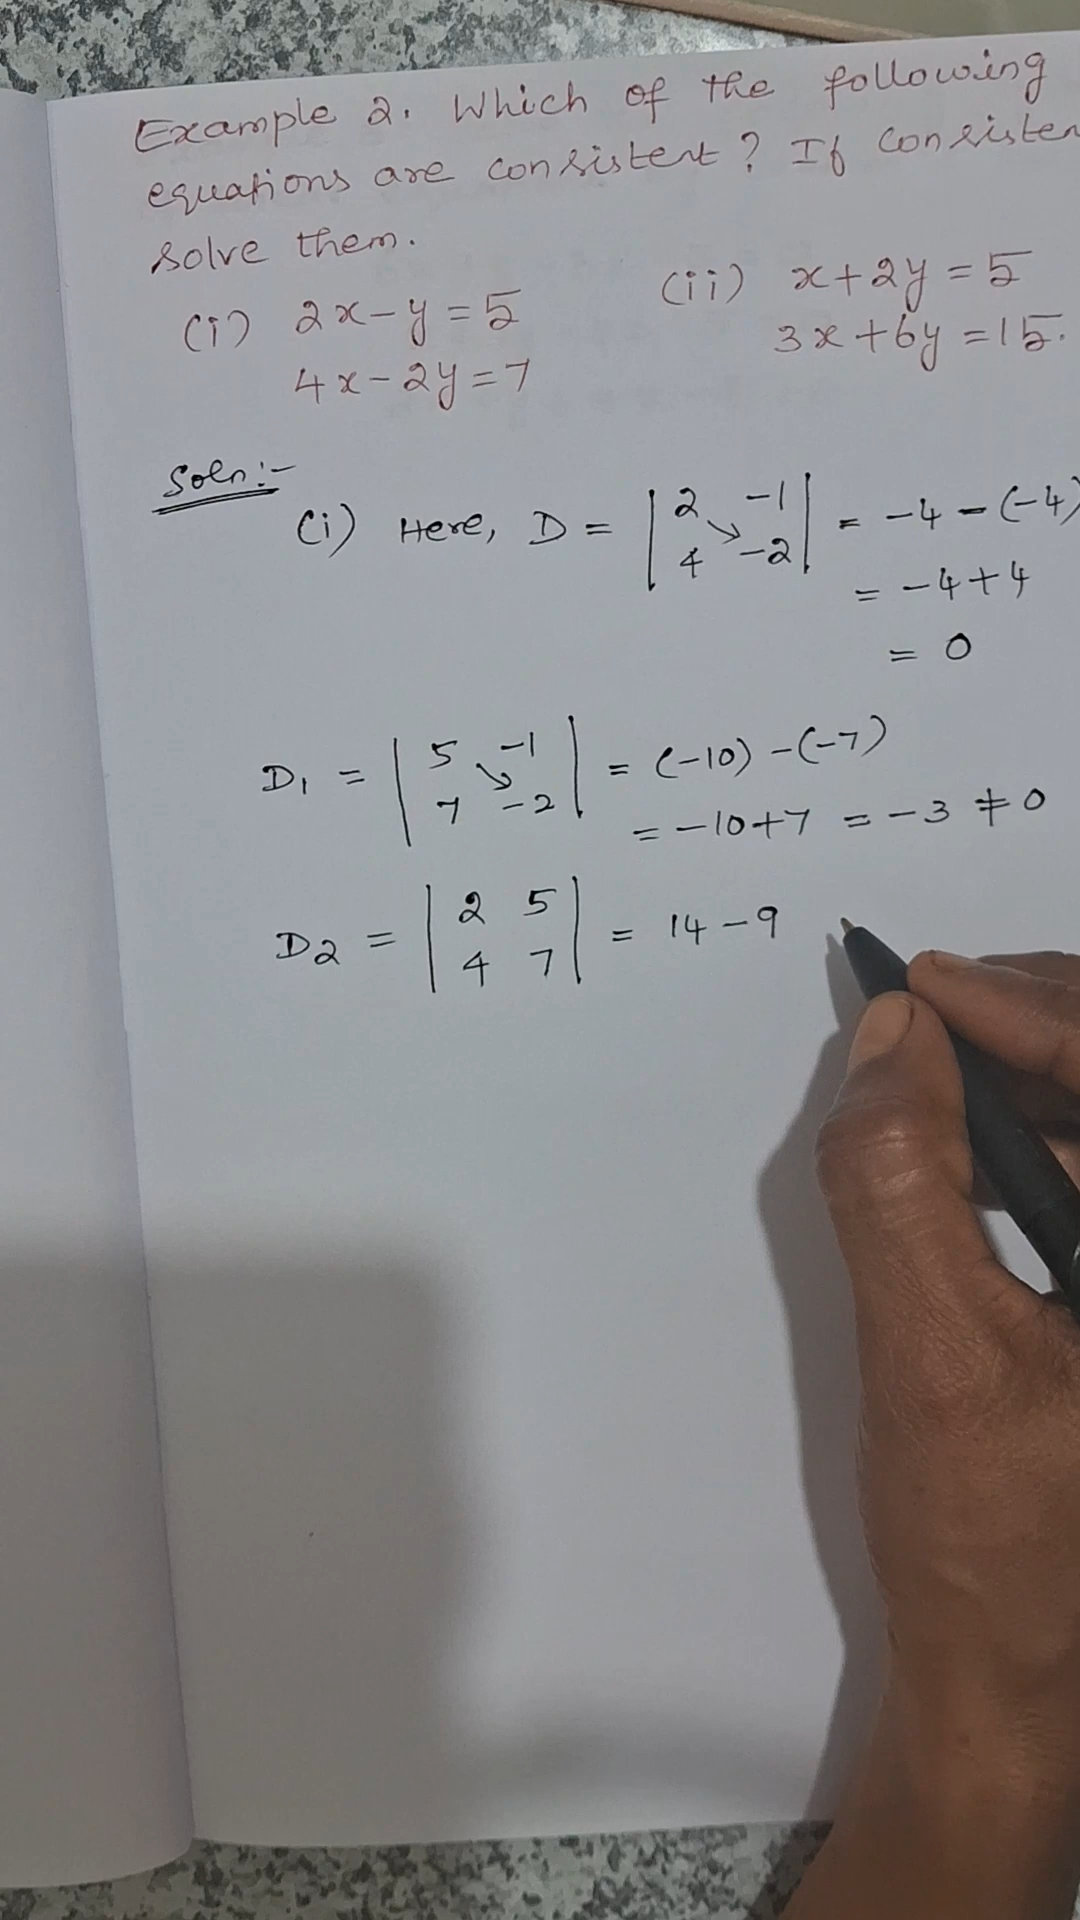 Example 2. Which of the following
equations are consistent? If consisten
solve them.
(i) 2x-y=5 (ii) x+2y=5
4x-2y=7 3x+6y=15.
Soln:-
(i) Here, D = | 2 -1 | = -4-(-4)
| 4 -2 | = -4+4
= 0
D1 = | 5 -1 | = (-10)-(-7)
| 7 -2 | = -10+7 = -3 ≠ 0
D2 = | 2 5 | = 14-9
| 4 7 |